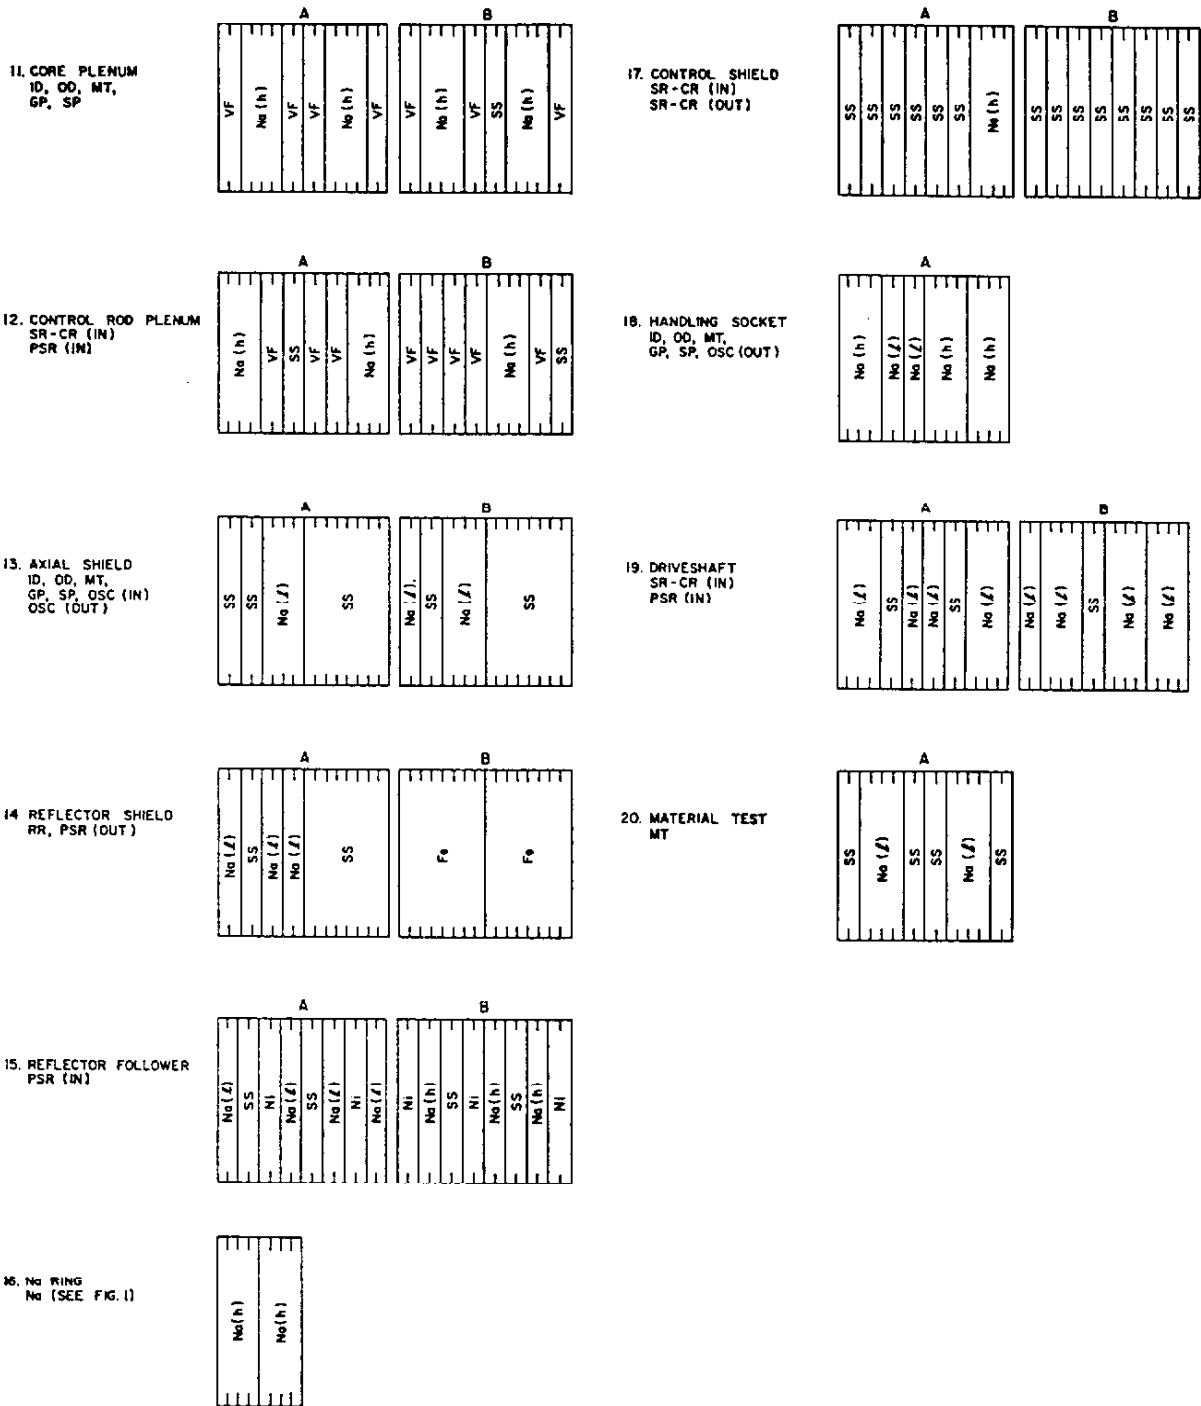 A B
11. CORE PLENUM
ID, OD, MT,
GP, SP
VF Na(h) VF VF Na(h) VF
VF Na(h) VF SS Na(h) VF
A B
12. CONTROL ROD PLENUM
SR-CR (IN)
PSR (IN)
Na(h) VF SS VF VF Na(h)
VF VF VF VF Na(h) VF SS
A B
13. AXIAL SHIELD
ID, OD, MT,
GP, SP, OSC (IN)
OSC (OUT)
SS SS Na(ℓ) SS
Na(ℓ). SS Na(ℓ) SS
A B
14 REFLECTOR SHIELD
RR, PSR (OUT)
Na(ℓ) SS Na(ℓ) Na(ℓ) SS
Fe Fe
A B
15. REFLECTOR FOLLOWER
PSR (IN)
Na(ℓ) SS Ni Na(ℓ) SS Na(ℓ) Ni Na(ℓ)
Ni Na(h) SS Ni Na(h) SS Na(h) Ni
16. Na RING
Na (SEE FIG. 1)
Na(h) Na(h)
A B
17. CONTROL SHIELD
SR-CR (IN)
SR-CR (OUT)
SS SS SS SS SS SS Na(h)
SS SS SS SS SS SS SS SS
A
18. HANDLING SOCKET
ID, OD, MT,
GP, SP, OSC (OUT)
Na(h) Na(ℓ) Na(ℓ) Na(h) Na(h)
A B
19. DRIVESHAFT
SR-CR (IN)
PSR (IN)
Na(ℓ) SS Na(ℓ) Na(ℓ) SS Na(ℓ)
Na(ℓ) Na(ℓ) SS Na(ℓ) Na(ℓ)
A
20. MATERIAL TEST
MT
SS Na(ℓ) SS SS Na(ℓ) SS